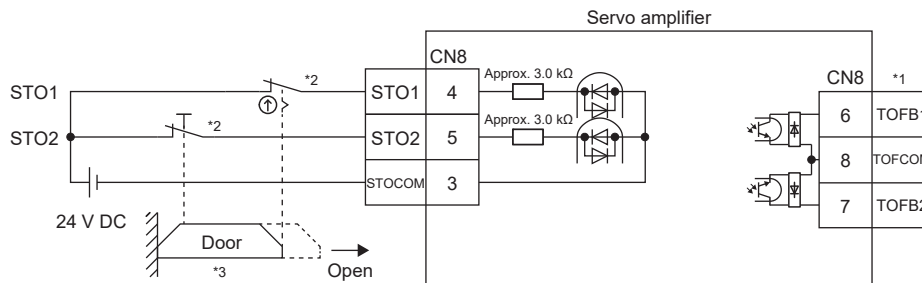 Servo amplifier
CN8
CN8
*1
STO1
*2
STO1
4
Approx. 3.0 kΩ
6
TOFB1
STO2
*2
STO2
5
Approx. 3.0 kΩ
8
TOFCOM
STOCOM
3
7
TOFB2
24 V DC
Door
*3
Open